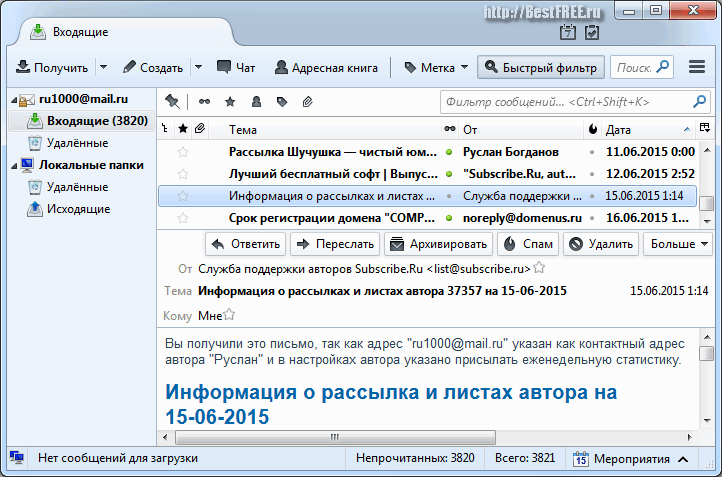 http://BestFREE.ru
Входящие
7
Получить
Создать
Чат
Адресная книга
Метка
Быстрый фильтр
Поиск.
ru1000@mail.ru
Входящие (3820)
Удалённые
Локальные папки
Удалённые
Исходящие
Фильтр сообщений... <Ctrl+Shift+K>
Тема От Дата
Рассылка Шучушка — чистый юм... Руслан Богданов 11.06.2015 0:00
Лучший бесплатный софт | Выпус... "Subscribe.Ru, aut... 12.06.2015 2:52
Информация о рассылках и листах ... Служба поддержки ... 15.06.2015 1:14
Срок регистрации домена "COMP... noreply@domenus.ru 16.06.2015 1...
Ответить
Переслать
Архивировать
Спам
Удалить
Больше
От Служба поддержки авторов Subscribe.Ru <list@subscribe.ru>
Тема Информация о рассылках и листах автора 37357 на 15-06-2015 15.06.2015 1:14
Кому Мне
Вы получили это письмо, так как адрес "ru1000@mail.ru" указан как контактный адрес
автора "Руслан" и в настройках автора указано присылать еженедельную статистику.
Информация о рассылка и листах автора на
15-06-2015
Нет сообщений для загрузки
Непрочитанных: 3820
Всего: 3821
15
Мероприятия